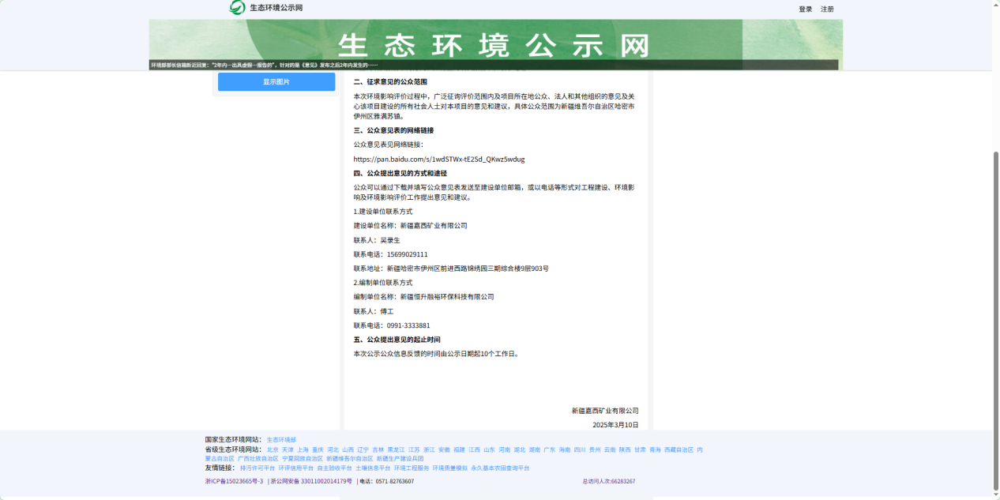 生态环境公示网
登录 注册
生态环境公示网
环境部部长信箱新近回复：“2年内…出具虚假…报告的”，针对的是《意见》发布之后2年内发生的……
显示图片
二、征求意见的公众范围
本次环境影响评价过程中，广泛征询评价范围内及项目所在地公众、法人和其他组织的意见及关
心该项目建设的所有社会人士对本项目的意见和建议，具体公众范围为新疆维吾尔自治区哈密市
伊州区雅满苏镇。
三、公众意见表的网络链接
公众意见表见网络链接：
https://pan.baidu.com/s/1wdSTWx-tE2Sd_QKwz5wdug
四、公众提出意见的方式和途径
公众可以通过下载并填写公众意见表发送至建设单位邮箱，或以电话等形式对工程建设、环境影
响及环境影响评价工作提出意见和建议。
1.建设单位联系方式
建设单位名称：新疆嘉西矿业有限公司
联系人：吴录生
联系电话：15699029111
联系地址：新疆哈密市伊州区前进西路锦绣园三期综合楼9层903号
2.编制单位联系方式
编制单位名称：新疆恒升融裕环保科技有限公司
联系人：傅工
联系电话：0991-3333881
五、公众提出意见的起止时间
本次公示公众信息反馈的时间由公示日期起10个工作日。
新疆嘉西矿业有限公司
2025年3月10日
国家生态环境网站： 生态环境部
省级生态环境网站： 北京 天津 上海 重庆 河北 山西 辽宁 吉林 黑龙江 江苏 浙江 安徽 福建 江西 山东 河南 湖北 湖南 广东 海南 四川 贵州 云南 陕西 甘肃 青海 西藏自治区 内
蒙古自治区 广西壮族自治区 宁夏回族自治区 新疆维吾尔自治区 新疆生产建设兵团
友情链接： 排污许可平台 环评信用平台 自主验收平台 土壤信息平台 环境工程服务 环境质量模拟 永久基本农田查询平台
浙ICP备15023665号-3 | 浙公网安备 33011002014179号 | 电话：0571-82763607 总访问人次:66283267